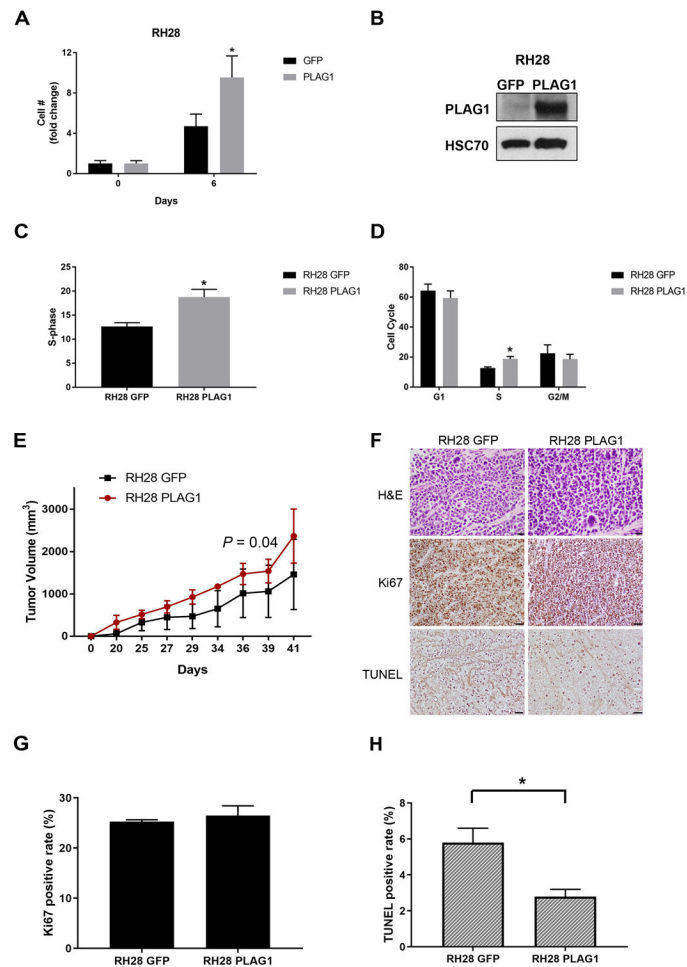 A
RH28
GFP
PLAG1
Cell #
(fold change)
12
8
4
0
*
0
6
Days
B
RH28
GFP PLAG1
PLAG1
HSC70
C
RH28 GFP
RH28 PLAG1
S-phase
25
20
15
10
5
0
*
RH28 GFP
RH28 PLAG1
D
RH28 GFP
RH28 PLAG1
Cell Cycle
80
60
40
20
0
*
G1
S
G2/M
E
RH28 GFP
RH28 PLAG1
Tumor Volume (mm3)
3000
2000
1000
0
P = 0.04
0 20 25 27 29 34 36 39 41
Days
F
RH28 GFP
RH28 PLAG1
H&E
Ki67
TUNEL
G
Ki67 positive rate (%)
30
20
10
0
RH28 GFP
RH28 PLAG1
H
TUNEL positive rate (%)
8
6
4
2
0
*
RH28 GFP
RH28 PLAG1